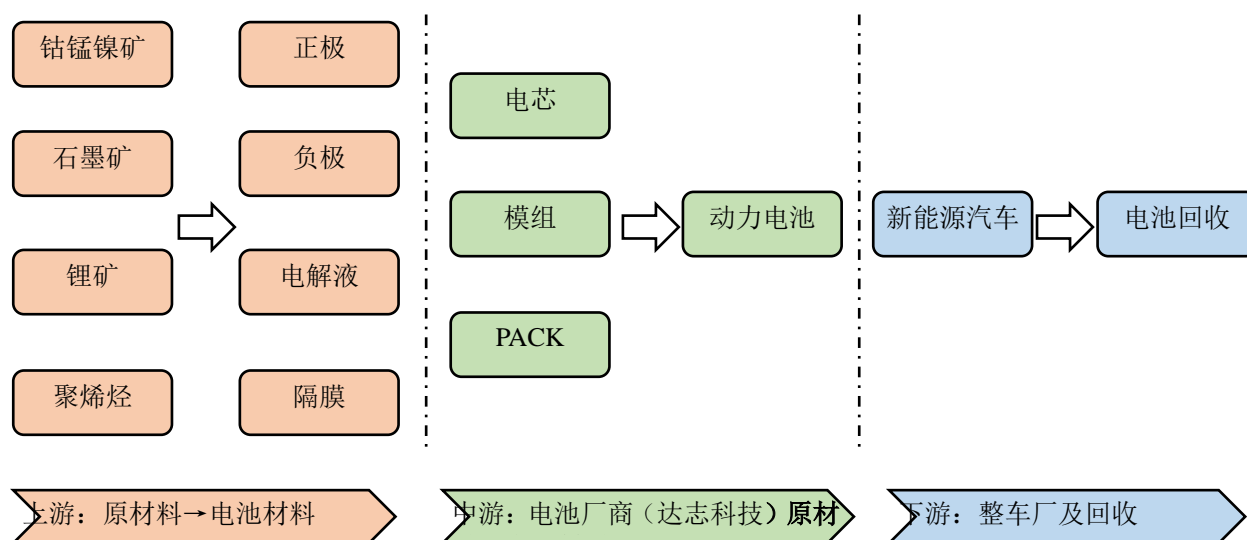 钴锰镍矿
正极
石墨矿
负极
锂矿
电解液
聚烯烃
隔膜
电芯
模组
PACK
动力电池
新能源汽车
电池回收
上游：原材料→电池材料
中游：电池厂商（达志科技）原材
下游：整车厂及回收